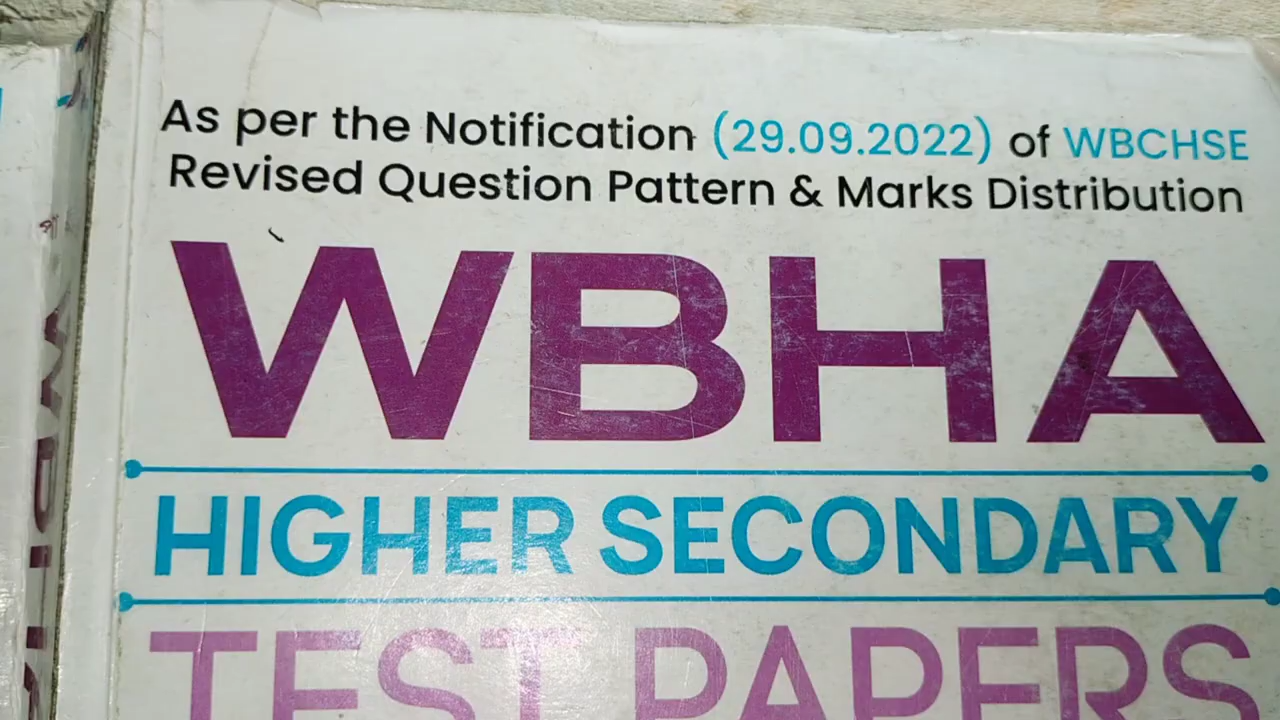 As per the Notification (29.09.2022) of WBCHSE
Revised Question Pattern & Marks Distribution
WBHA
HIGHER SECONDARY
TEST PAPERS